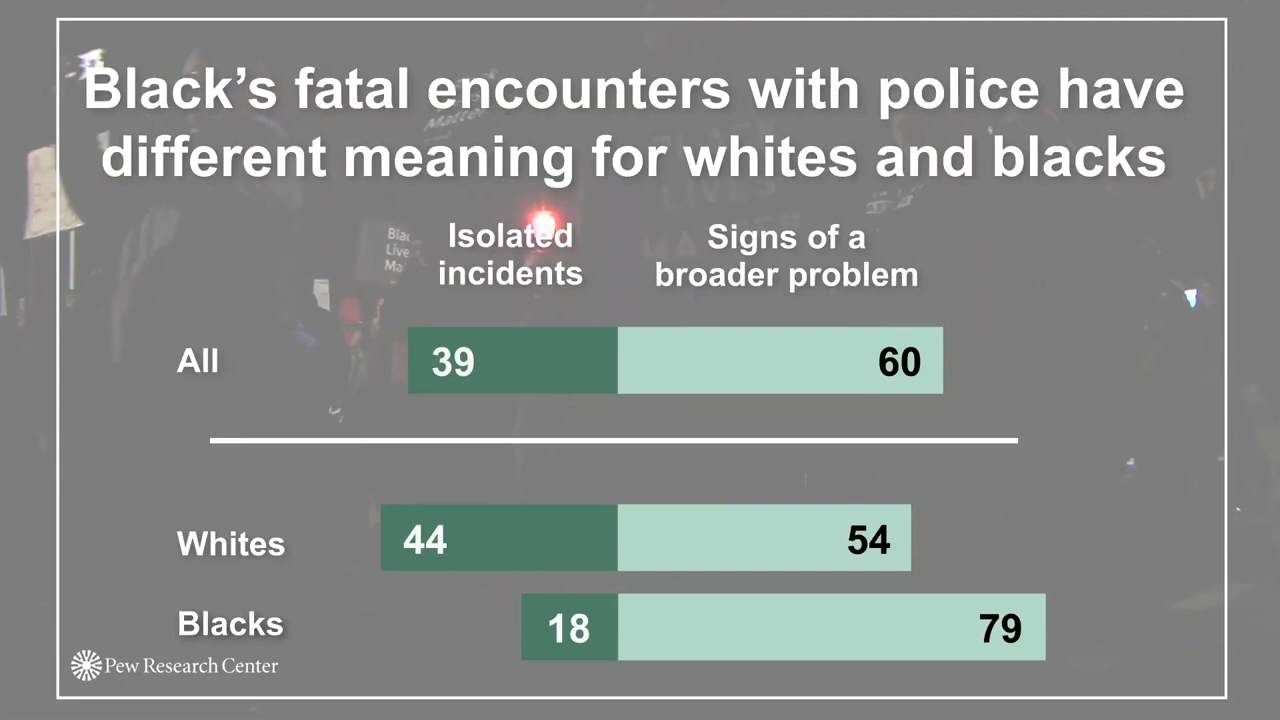 Black's fatal encounters with police have
different meaning for whites and blacks
Isolated
incidents
Signs of a
broader problem
All
39
60
Whites
44
54
Blacks
18
79
Pew Research Center